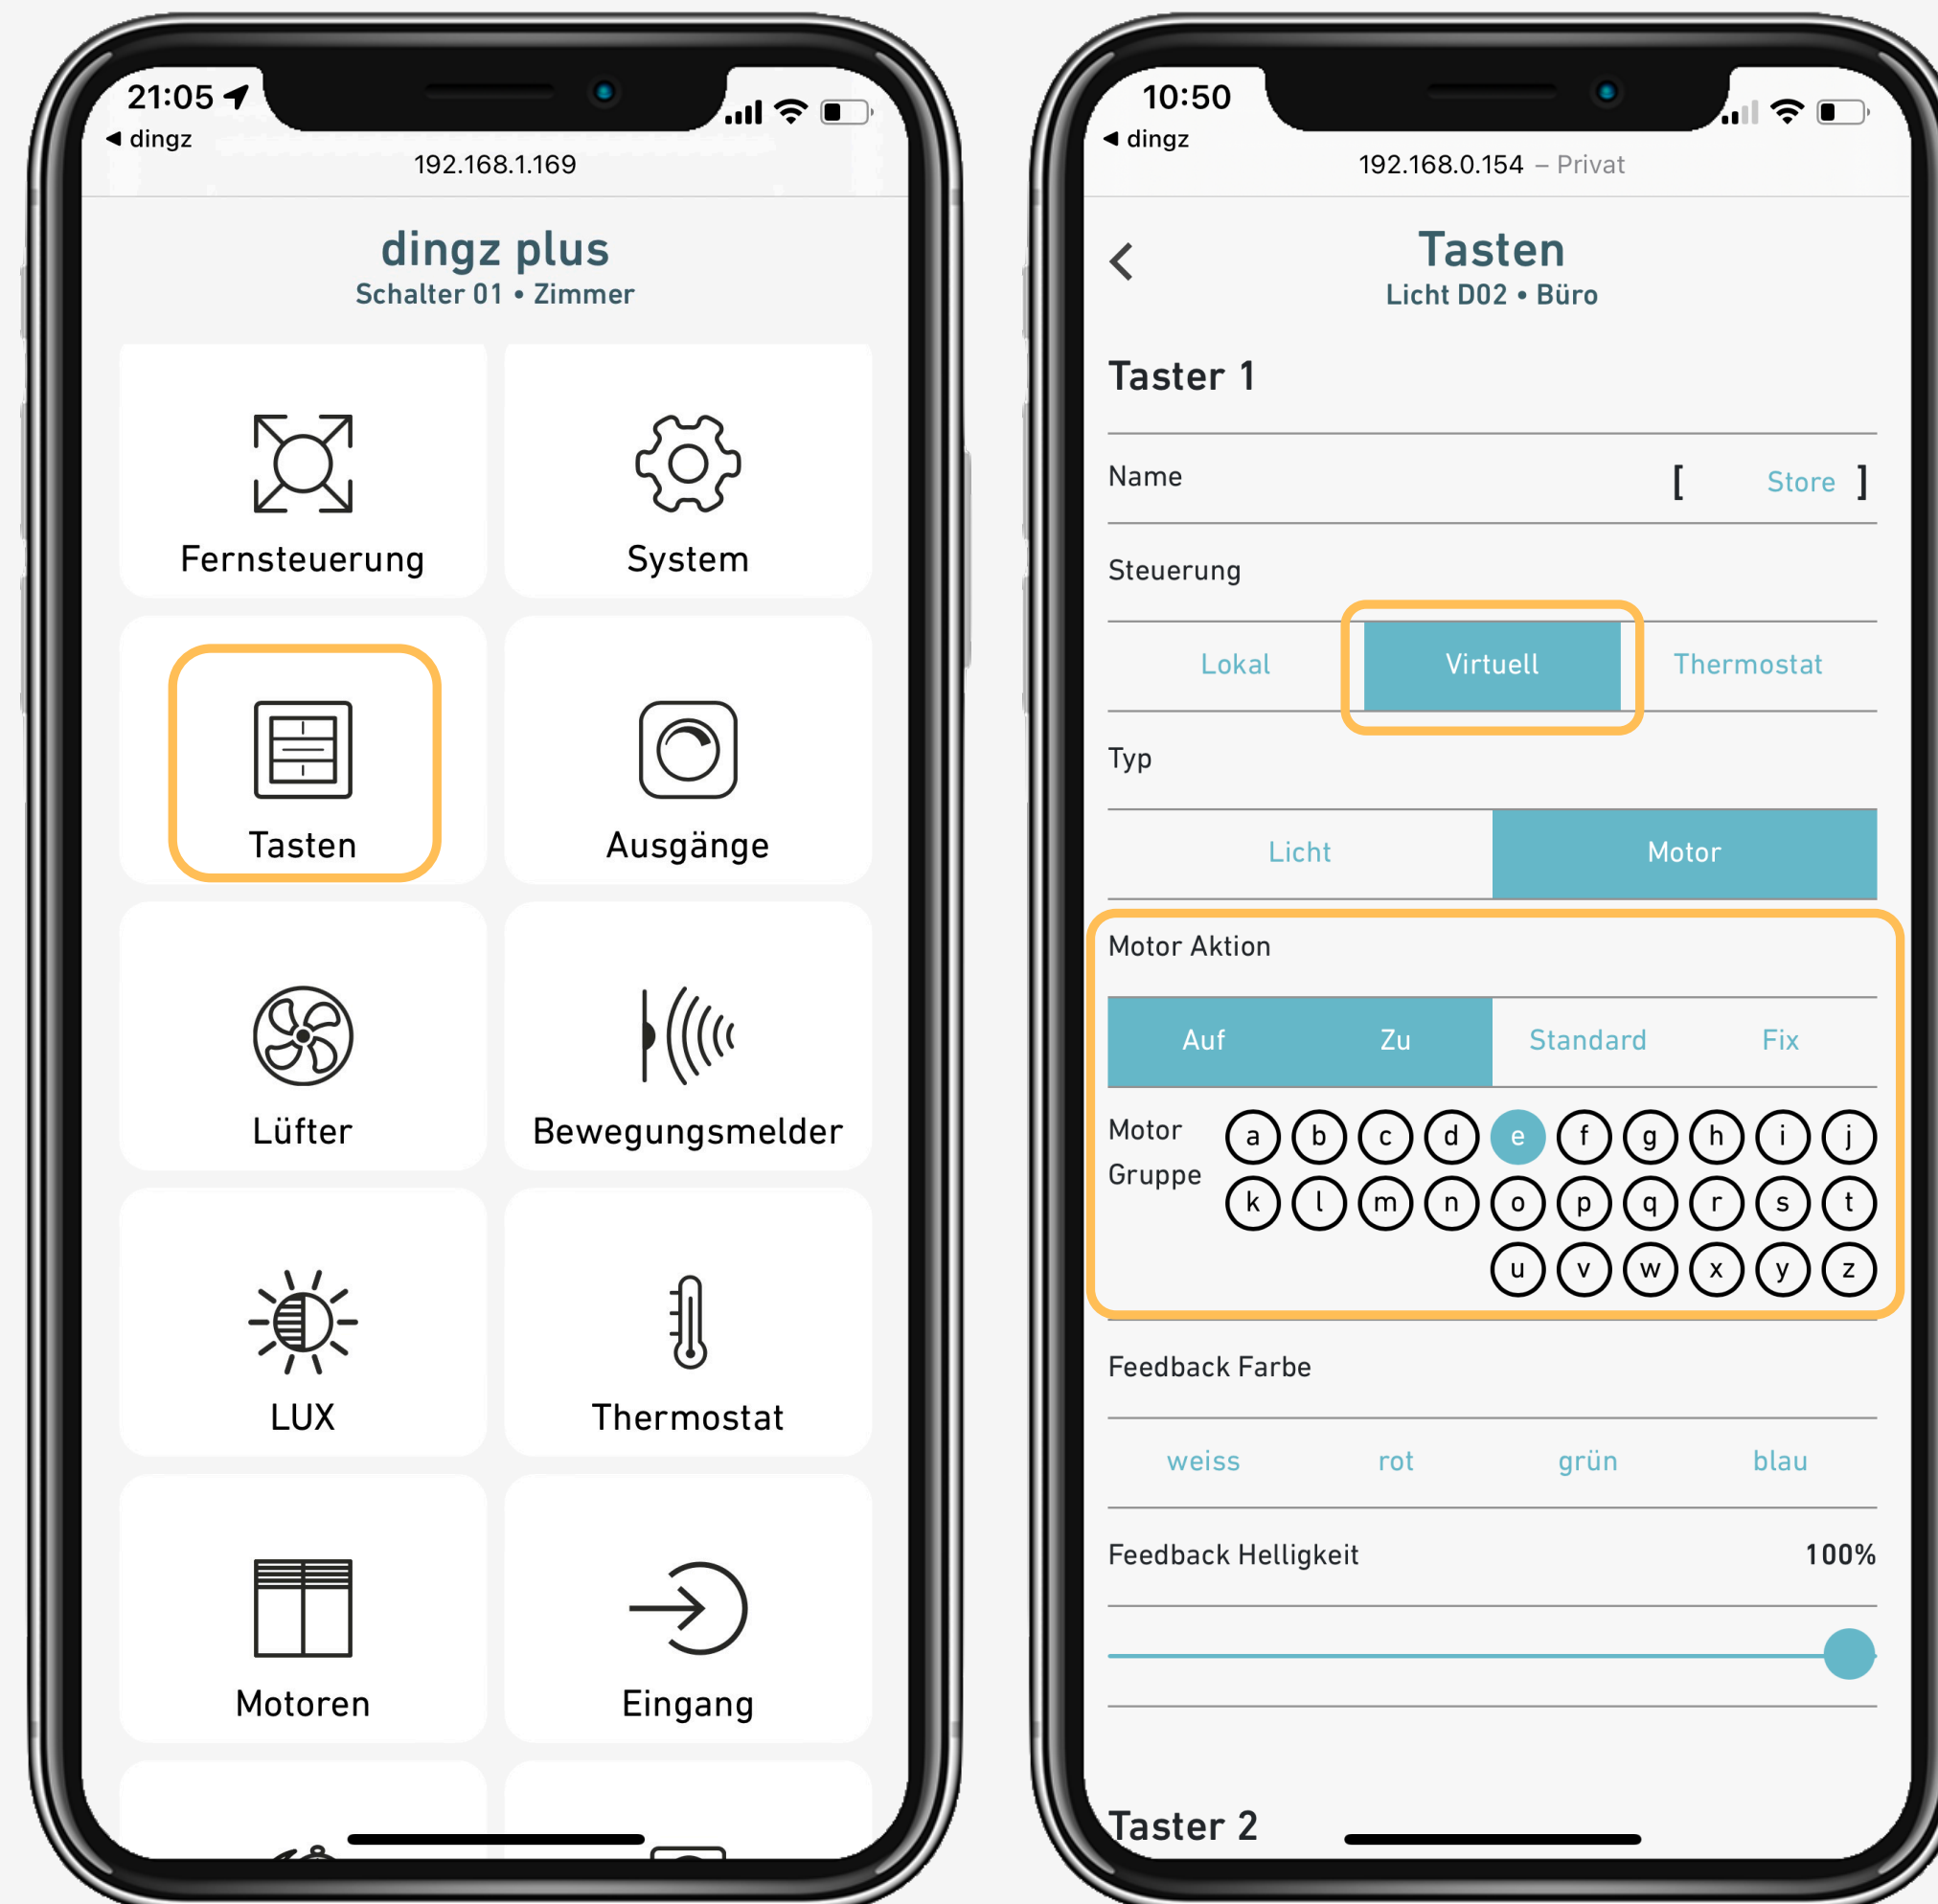 21:05
dingz
192.168.1.169
dingz plus
Schalter 01 • Zimmer
Fernsteuerung
System
Tasten
Ausgänge
Lüfter
Bewegungsmelder
LUX
Thermostat
Motoren
Eingang
10:50
dingz
192.168.0.154 – Privat
Tasten
Licht D02 • Büro
Taster 1
Name [ Store ]
Steuerung
Lokal Virtuell Thermostat
Typ
Licht Motor
Motor Aktion
Auf Zu Standard Fix
Motor Gruppe
a b c d e f g h i j
k l m n o p q r s t
u v w x y z
Feedback Farbe
weiss rot grün blau
Feedback Helligkeit 100%
Taster 2